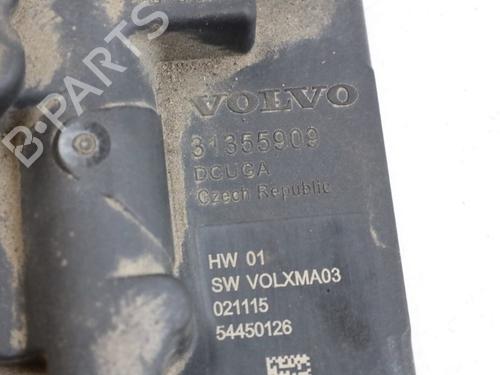 B-PARTS
VOLVO
31355909
DCUGA
Czech Republic
HW 01
SW VOLXMA03
021115
54450126